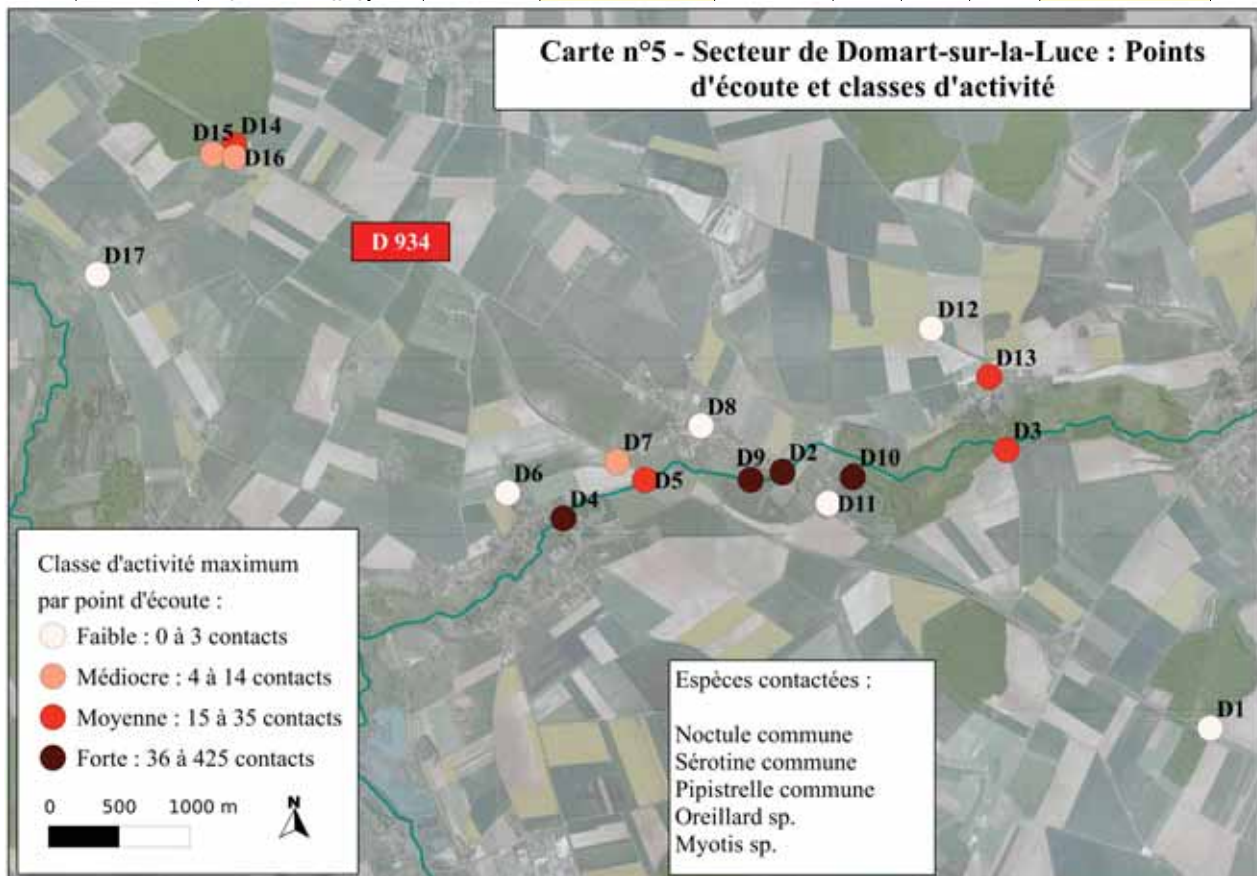 Carte n°5 - Secteur de Domart-sur-la-Luce : Points
d'écoute et classes d'activité
D15
D14
D16
D 934
D17
D12
D13
D8
D7
D3
D9
D2
D10
D6
D5
D11
D4
Classe d'activité maximum
par point d'écoute :
Faible : 0 à 3 contacts
Médiocre : 4 à 14 contacts
Moyenne : 15 à 35 contacts
Forte : 36 à 425 contacts
0 500 1000 m
N
Espèces contactées :
Noctule commune
Sérotine commune
Pipistrelle commune
Oreillard sp.
Myotis sp.
D1